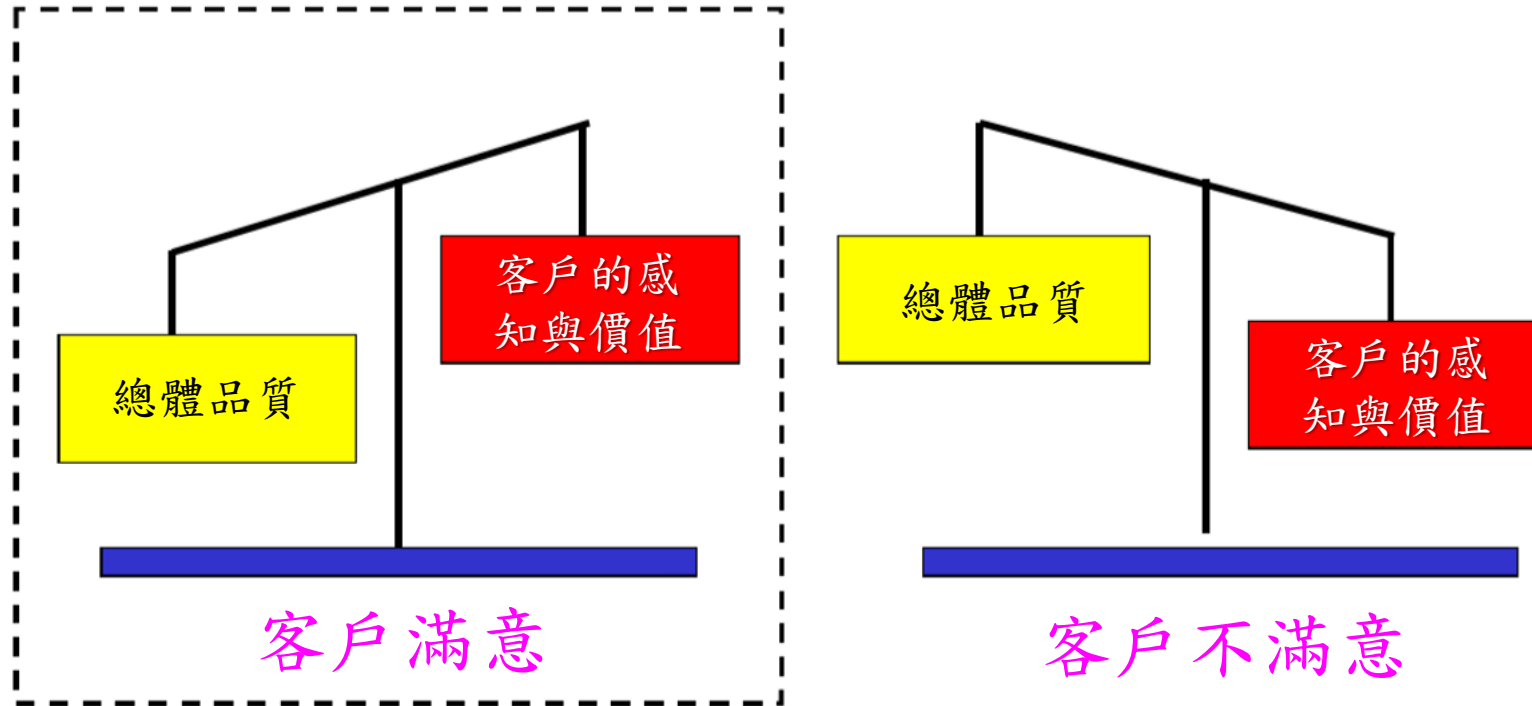 客戶的感
知與價值
總體品質
客戶滿意
總體品質
客戶的感
知與價值
客戶不滿意